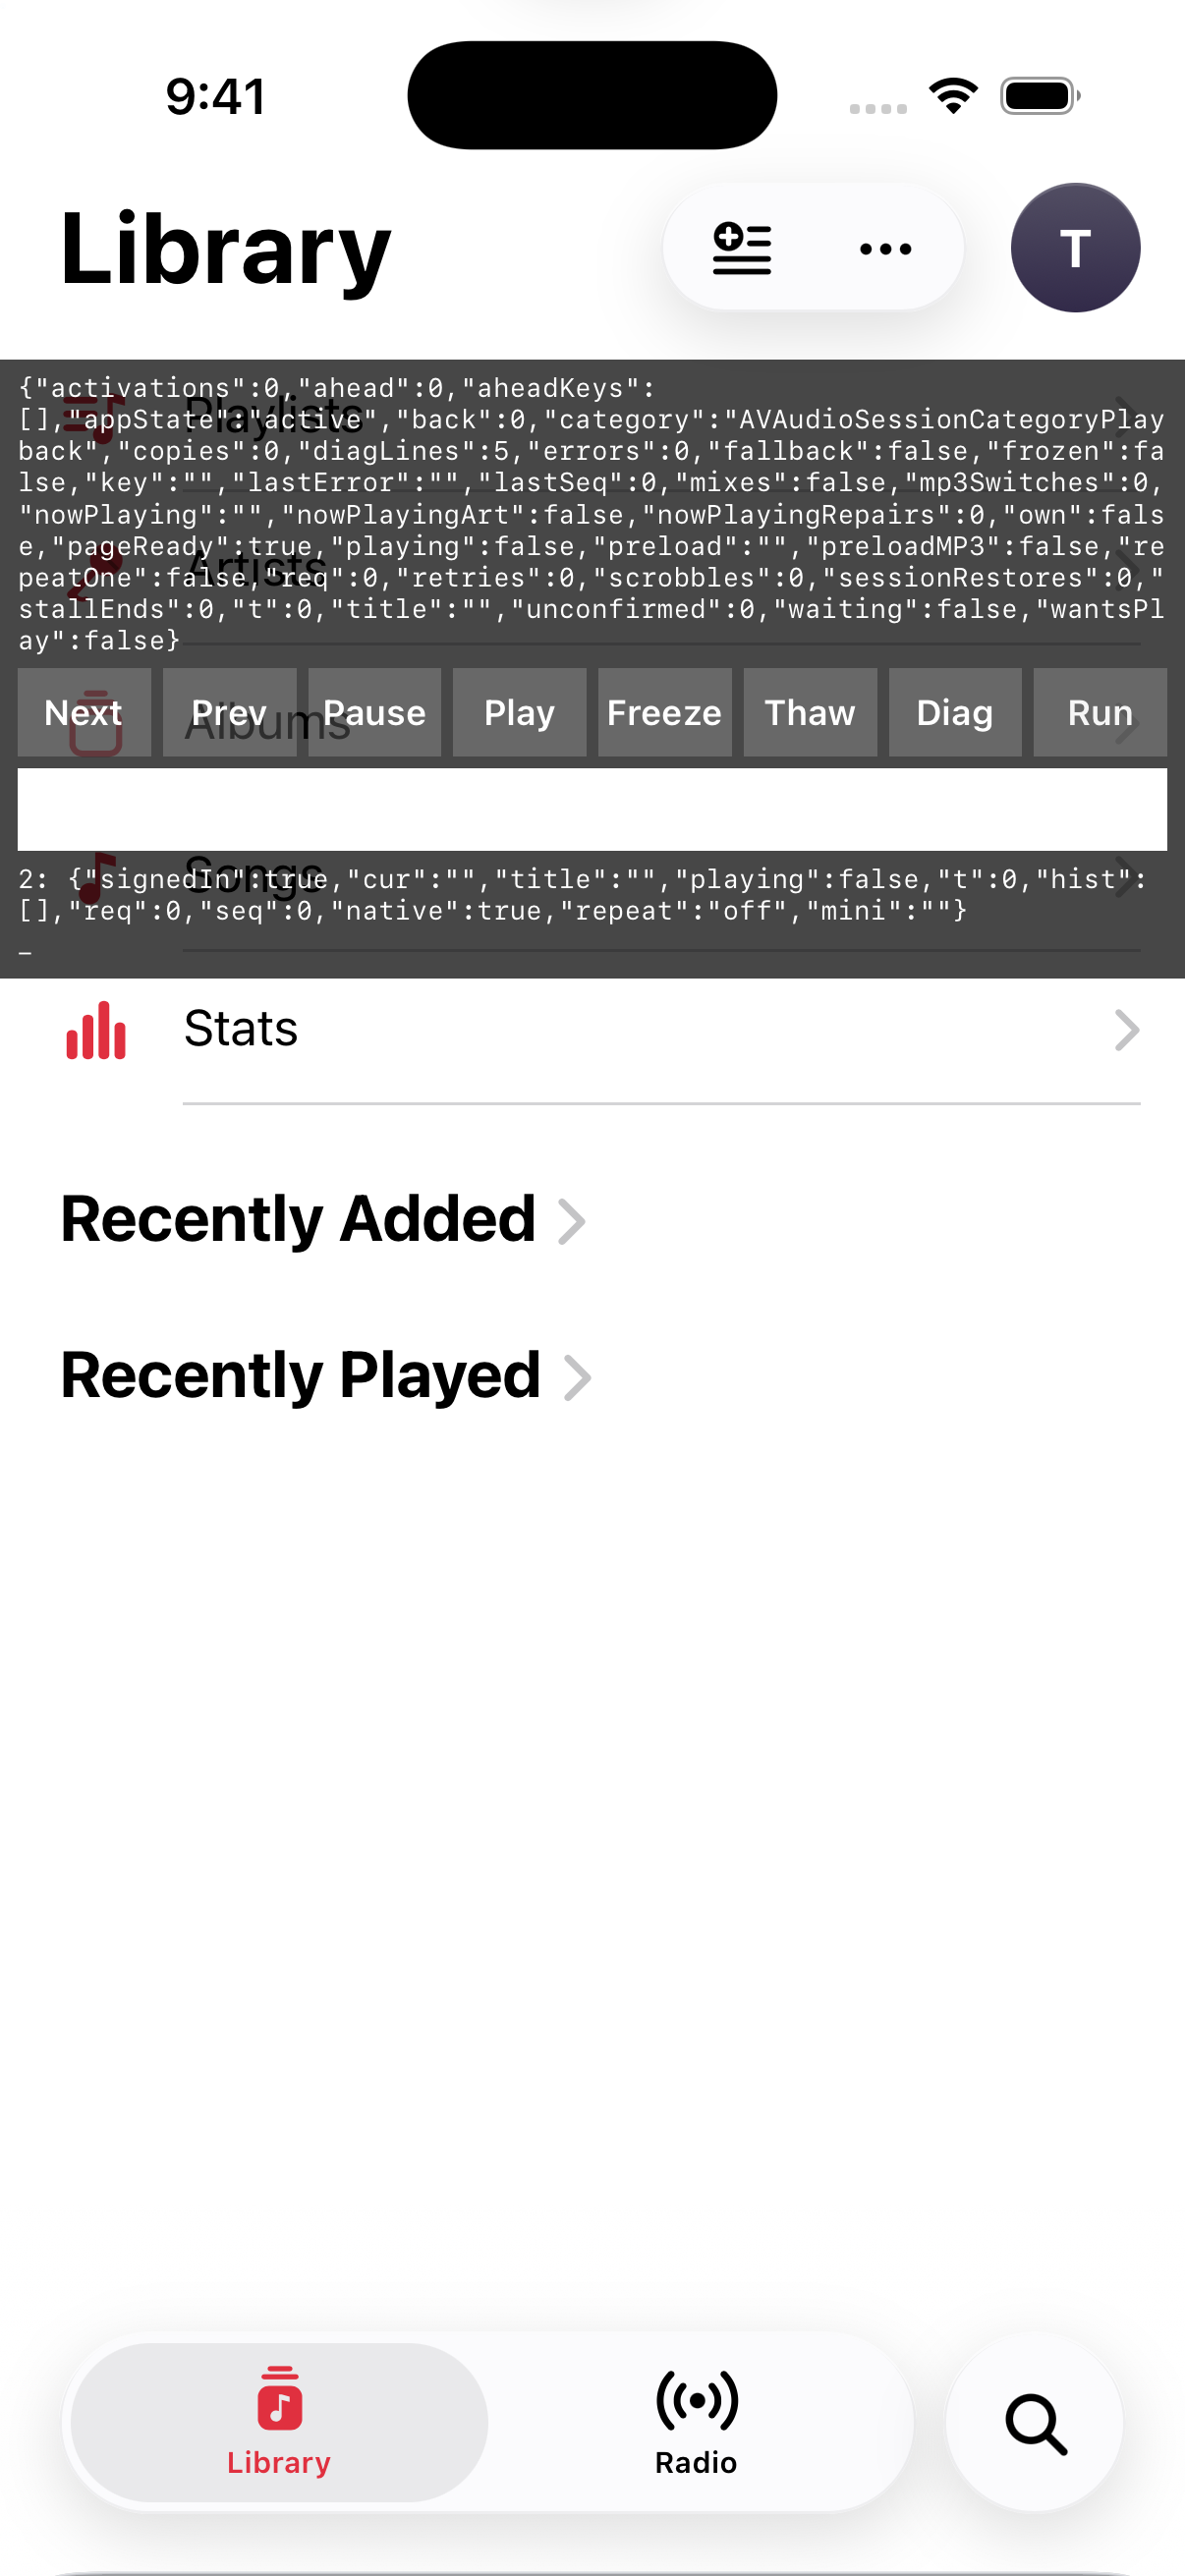 9:41
Library
T
{"activations":0,"ahead":0,"aheadKeys":
[],"appState":"active","back":0,"category":"AVAudioSessionCategoryPlay
back","copies":0,"diagLines":5,"errors":0,"fallback":false,"frozen":fa
lse,"key":"","lastError":"","lastSeq":0,"mixes":false,"mp3Switches":0,
"nowPlaying":"","nowPlayingArt":false,"nowPlayingRepairs":0,"own":fals
e,"pageReady":true,"playing":false,"preload":"","preloadMP3":false,"re
peatOne":false,"req":0,"retries":0,"scrobbles":0,"sessionRestores":0,"
stallEnds":0,"t":0,"title":"","unconfirmed":0,"waiting":false,"wantsPl
ay":false}
Playlists
Artists
Next Prev Pause Play Freeze Thaw Diag Run
Albums
2: {"signedIn":true,"cur":"","title":"","playing":false,"t":0,"hist":
[],"req":0,"seq":0,"native":true,"repeat":"off","mini":""}
Songs
—
Stats
Recently Added
Recently Played
Library
Radio